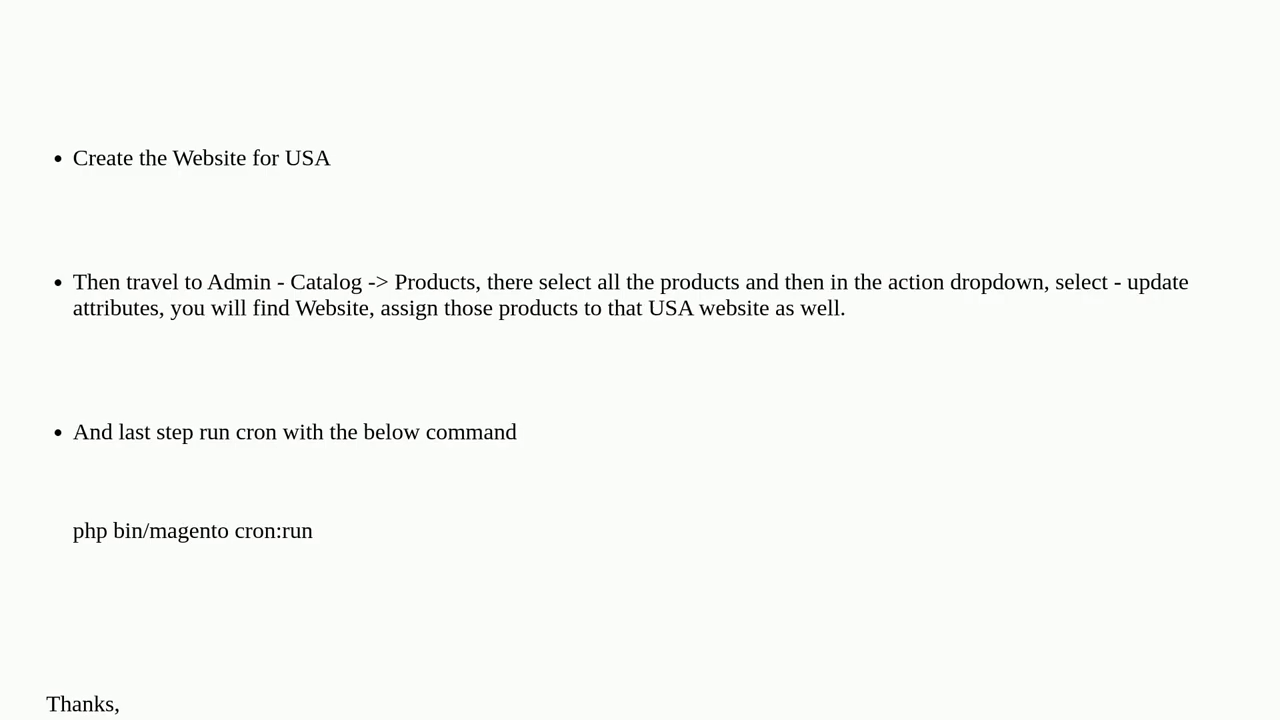 • Create the Website for USA
• Then travel to Admin - Catalog -> Products, there select all the products and then in the action dropdown, select - update
attributes, you will find Website, assign those products to that USA website as well.
• And last step run cron with the below command
php bin/magento cron:run
Thanks,